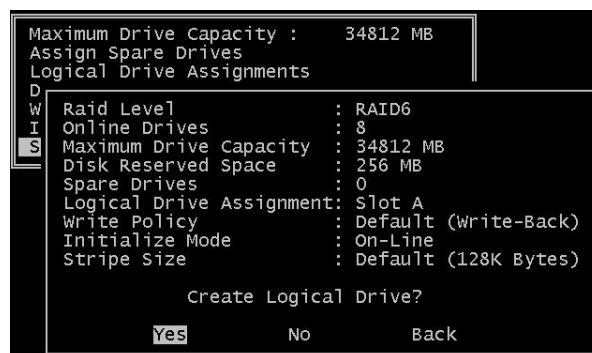 Maximum Drive Capacity :     34812 MB
Assign Spare Drives
Logical Drive Assignments
D
W
I
S
Raid Level                : RAID6
Online Drives             : 8
Maximum Drive Capacity    : 34812 MB
Disk Reserved Space       : 256 MB
Spare Drives              : 0
Logical Drive Assignment: Slot A
Write Policy              : Default (Write-Back)
Initialize Mode           : On-Line
Stripe Size               : Default (128K Bytes)
Create Logical Drive?
Yes          No          Back